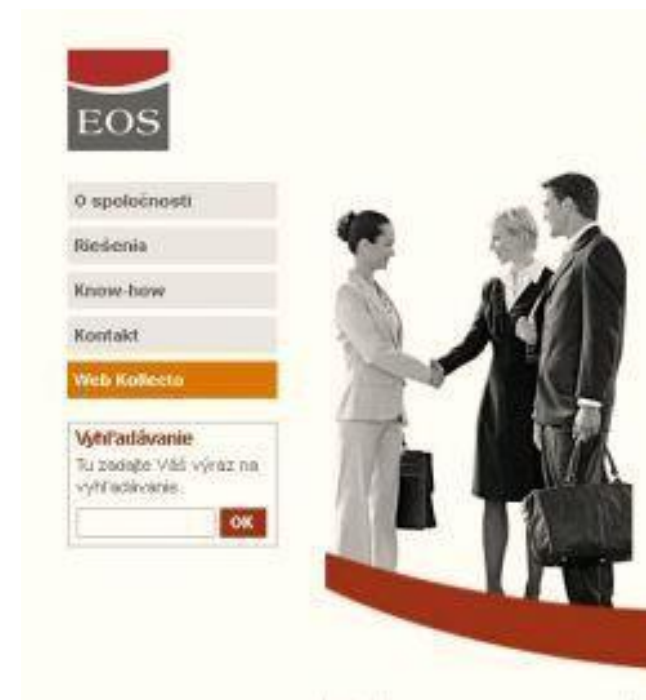 EOS
O spoločnosti
Riešenia
Know-how
Kontakt
Web Kollecto
Vyhľadávanie
Tu zadajte Váš výraz na
vyhľadávanie.
OK